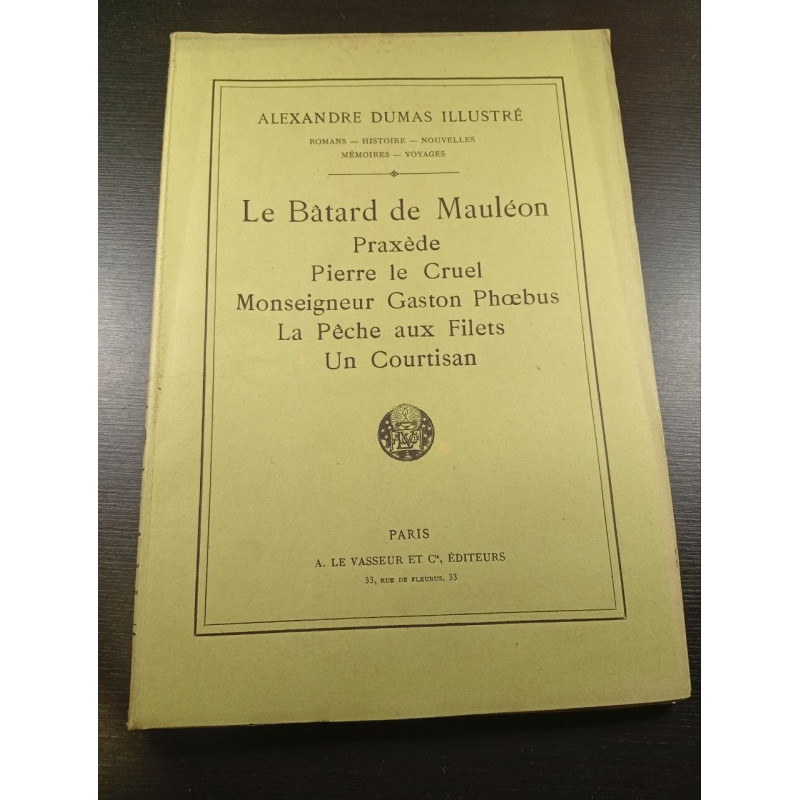 ALEXANDRE DUMAS ILLUSTRÉ
ROMANS — HISTOIRE — NOUVELLES
MÉMOIRES — VOYAGES
Le Bâtard de Mauléon
Praxède
Pierre le Cruel
Monseigneur Gaston Phœbus
La Pêche aux Filets
Un Courtisan
PARIS
A. LE VASSEUR ET Cie, ÉDITEURS
33, RUE DE FLEURUS, 33